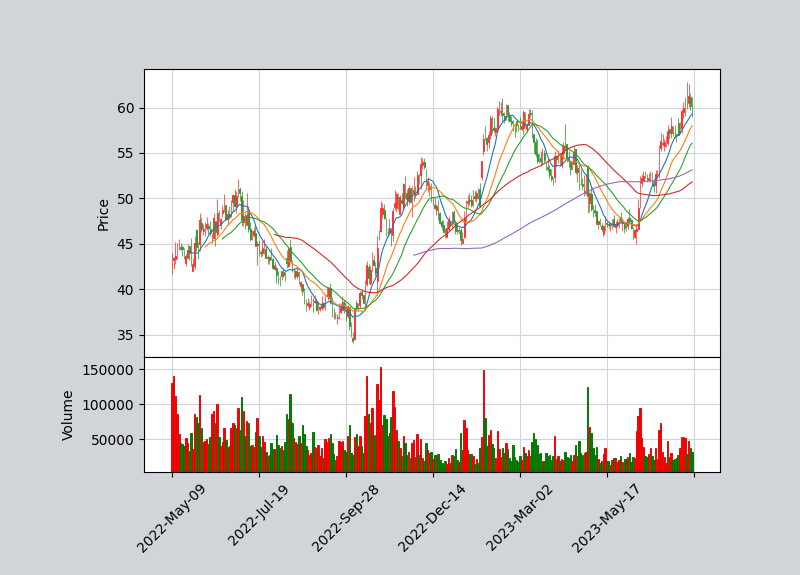 Price
60
55
50
45
40
35
Volume
150000
100000
50000
2022-May-09
2022-Jul-19
2022-Sep-28
2022-Dec-14
2023-Mar-02
2023-May-17